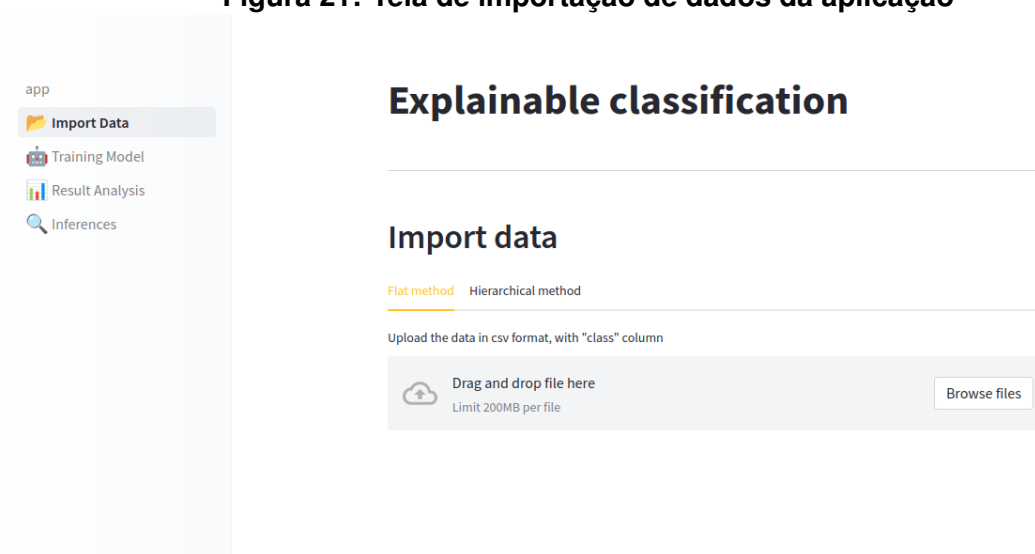 Figura 21: Tela de importação de dados da aplicação
app
Import Data
Training Model
Result Analysis
Inferences
Explainable classification
Import data
Flat method Hierarchical method
Upload the data in csv format, with "class" column
Drag and drop file here
Limit 200MB per file
Browse files